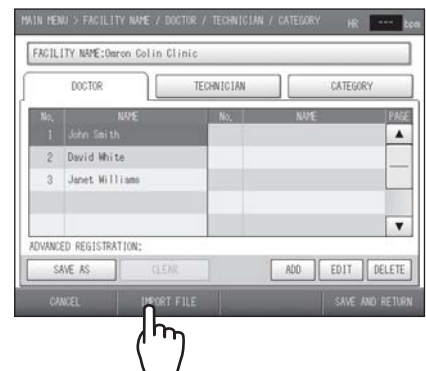 MAIN MENU > FACILITY NAME / DOCTOR / TECHNICIAN / CATEGORY HR --- bpm
FACILITY NAME:Omron Colin Clinic
DOCTOR TECHNICIAN CATEGORY
No. NAME No. NAME PAGE
1 John Smith
2 David White
3 Janet Williams
ADVANCED REGISTRATION:
SAVE AS CLEAR ADD EDIT DELETE
CANCEL IMPORT FILE SAVE AND RETURN